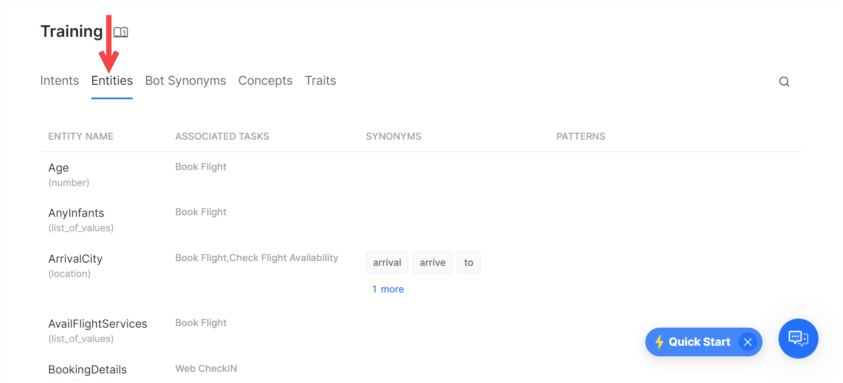 Training
Intents Entities Bot Synonyms Concepts Traits
ENTITY NAME ASSOCIATED TASKS SYNONYMS PATTERNS
Age Book Flight
(number)
AnyInfants Book Flight
(list_of_values)
ArrivalCity Book Flight,Check Flight Availability arrival arrive to
(location)
1 more
AvailFlightServices Book Flight
(list_of_values)
Quick Start
BookingDetails Web CheckIN